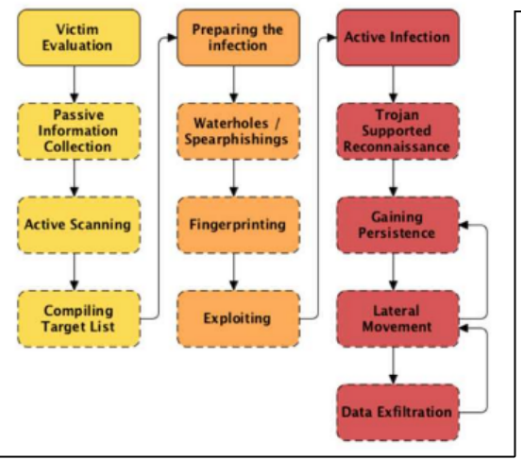 Victim
Evaluation
Passive
Information
Collection
Active Scanning
Compiling
Target List
Preparing the
infection
Waterholes /
Spearphishings
Fingerprinting
Exploiting
Active Infection
Trojan
Supported
Reconnaissance
Gaining
Persistence
Lateral
Movement
Data Exfiltration